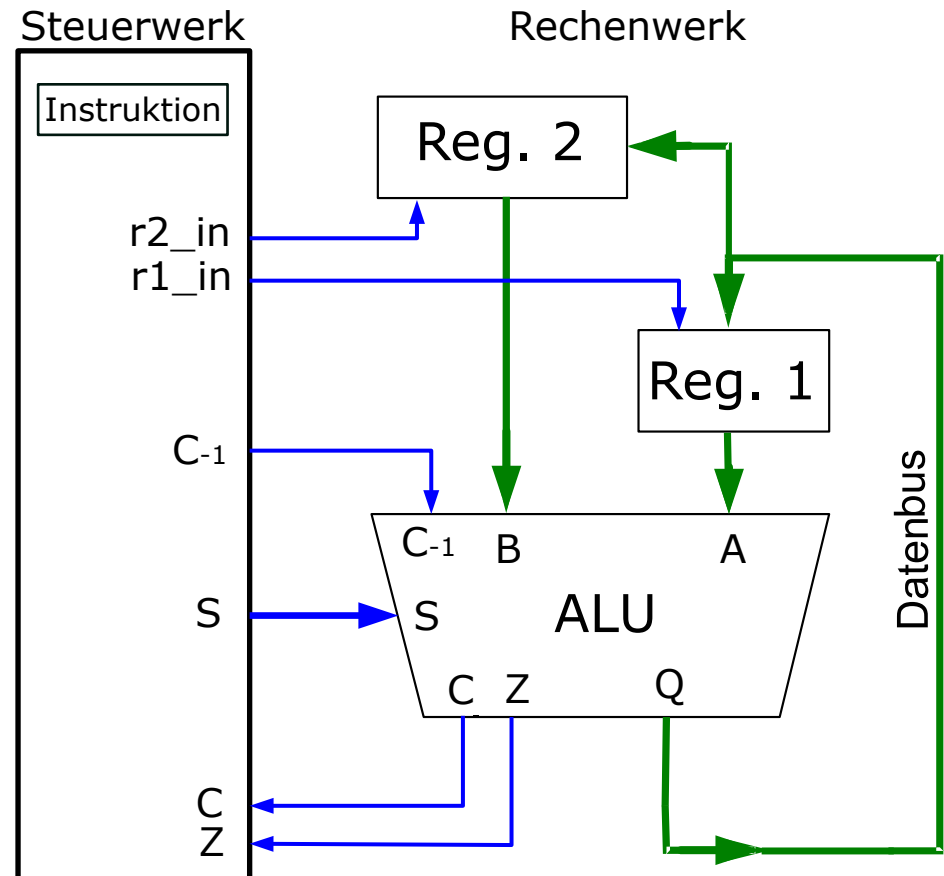 Steuerwerk
Rechenwerk
Instruktion
Reg. 2
r2_in
r1_in
Reg. 1
C-1
C-1
B
A
Datenbus
S
S
ALU
C
Z
Q
C
Z